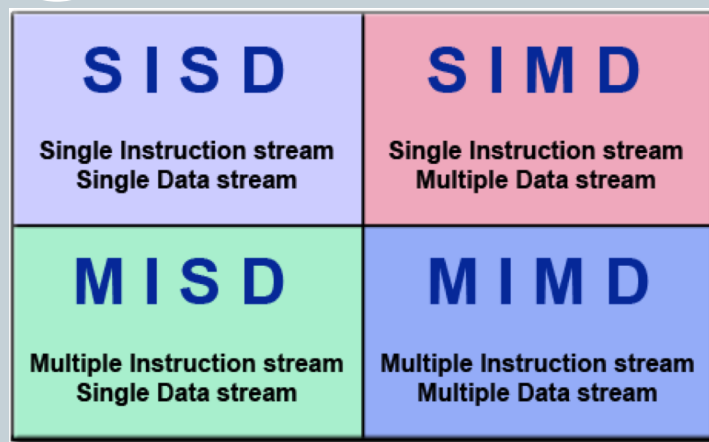 S I S D
Single Instruction stream
Single Data stream
S I M D
Single Instruction stream
Multiple Data stream
M I S D
Multiple Instruction stream
Single Data stream
M I M D
Multiple Instruction stream
Multiple Data stream